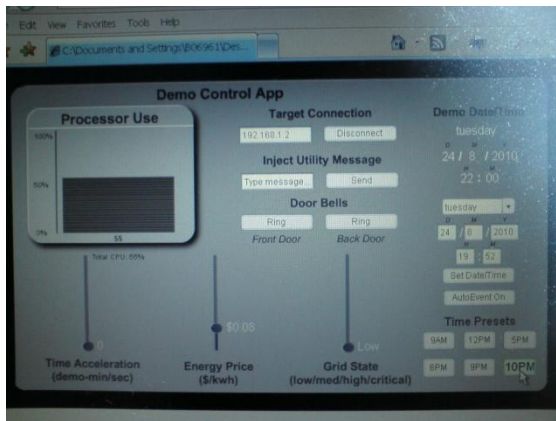 Edit View Favorites Tools Help
C:\Documents and Settings\B06961\Des...
Demo Control App
Processor Use
100%
50%
0%
55
Total CPU: 55%
Target Connection
192.168.1.2 Disconnect
Inject Utility Message
Type message... Send
Door Bells
Ring Ring
Front Door Back Door
Demo Date/Time
tuesday
D M Y
24 / 8 / 2010
H M
22 : 00
tuesday
D M Y
24 / 8 / 2010
H M
19 : 52
Set Date/Time
AutoEvent On
Time Presets
9AM 12PM 5PM
8PM 9PM 10PM
0
$0.08
Low
Time Acceleration
(demo-min/sec)
Energy Price
($/kwh)
Grid State
(low/med/high/critical)